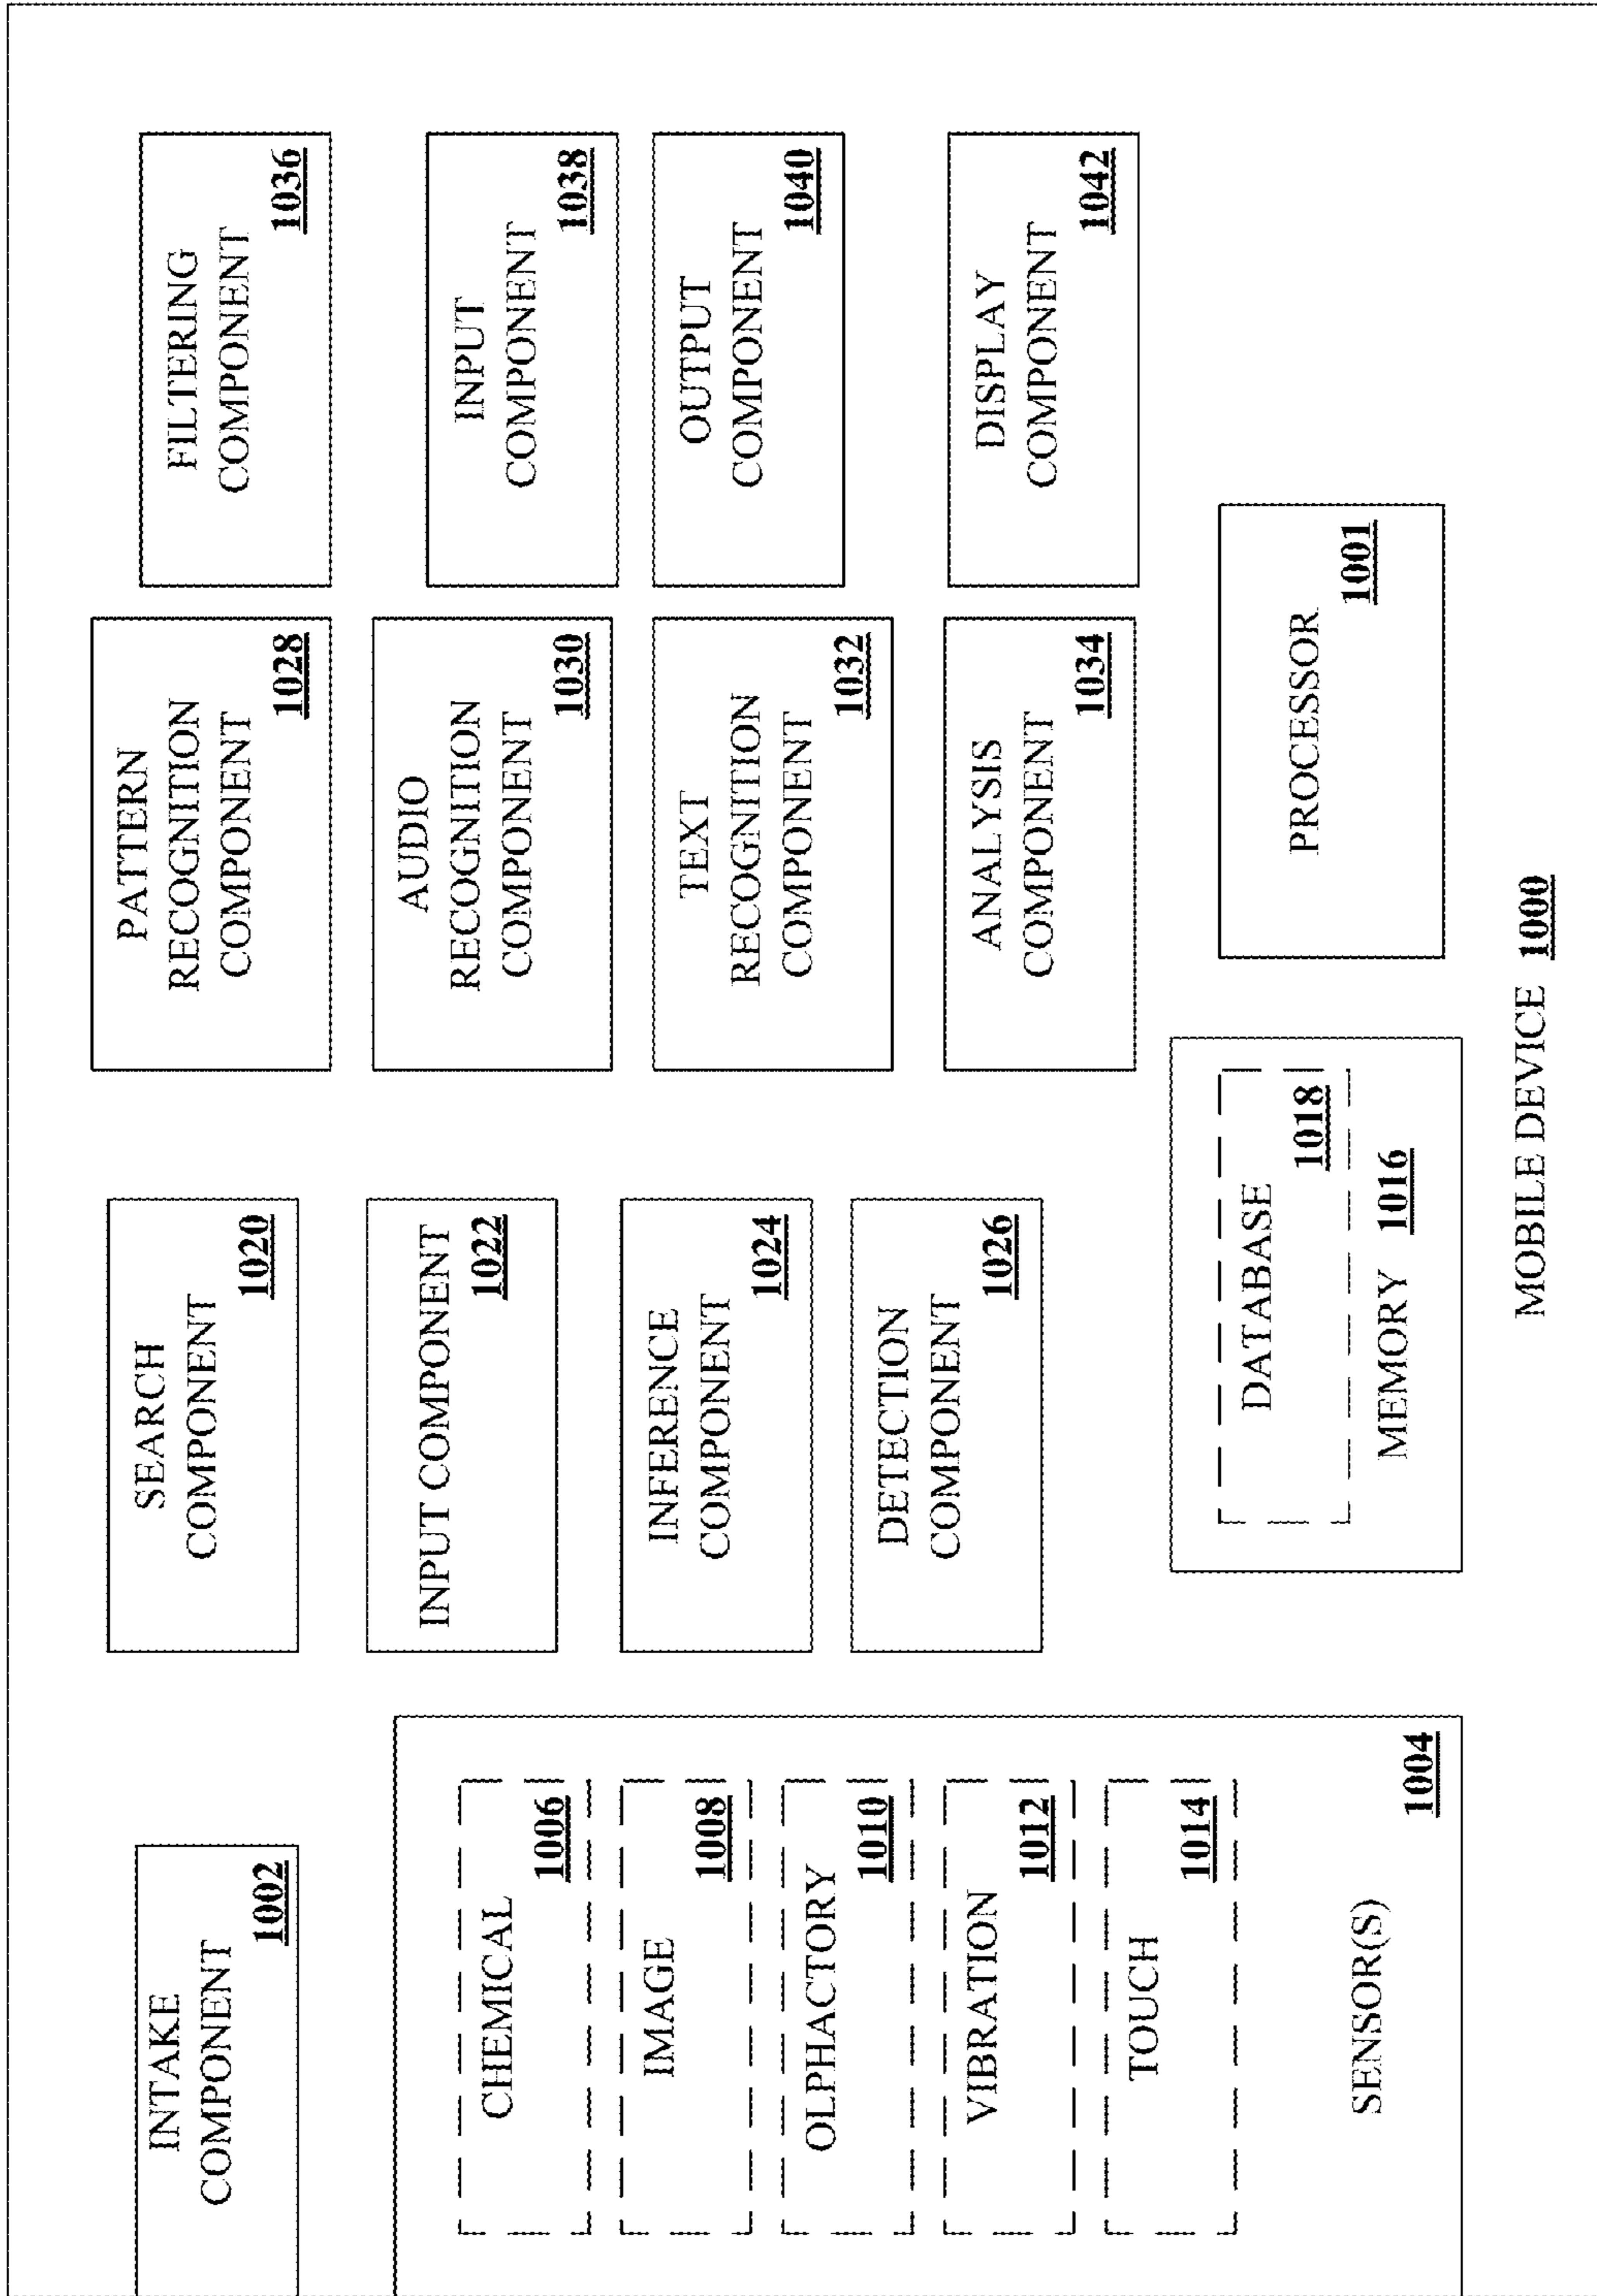 INTAKE
COMPONENT
1002
CHEMICAL
1006
IMAGE
1008
OLPHACTORY
1010
VIBRATION
1012
TOUCH
1014
SENSOR(S)
1004
SEARCH
COMPONENT
1020
INPUT COMPONENT
1022
INFERENCE
COMPONENT
1024
DETECTION
COMPONENT
1026
DATABASE
1018
MEMORY 1016
PATTERN
RECOGNITION
COMPONENT
1028
AUDIO
RECOGNITION
COMPONENT
1030
TEXT
RECOGNITION
COMPONENT
1032
ANALYSIS
COMPONENT
1034
PROCESSOR
1001
FILTERING
COMPONENT
1036
INPUT
COMPONENT
1038
OUTPUT
COMPONENT
1040
DISPLAY
COMPONENT
1042
MOBILE DEVICE 1000